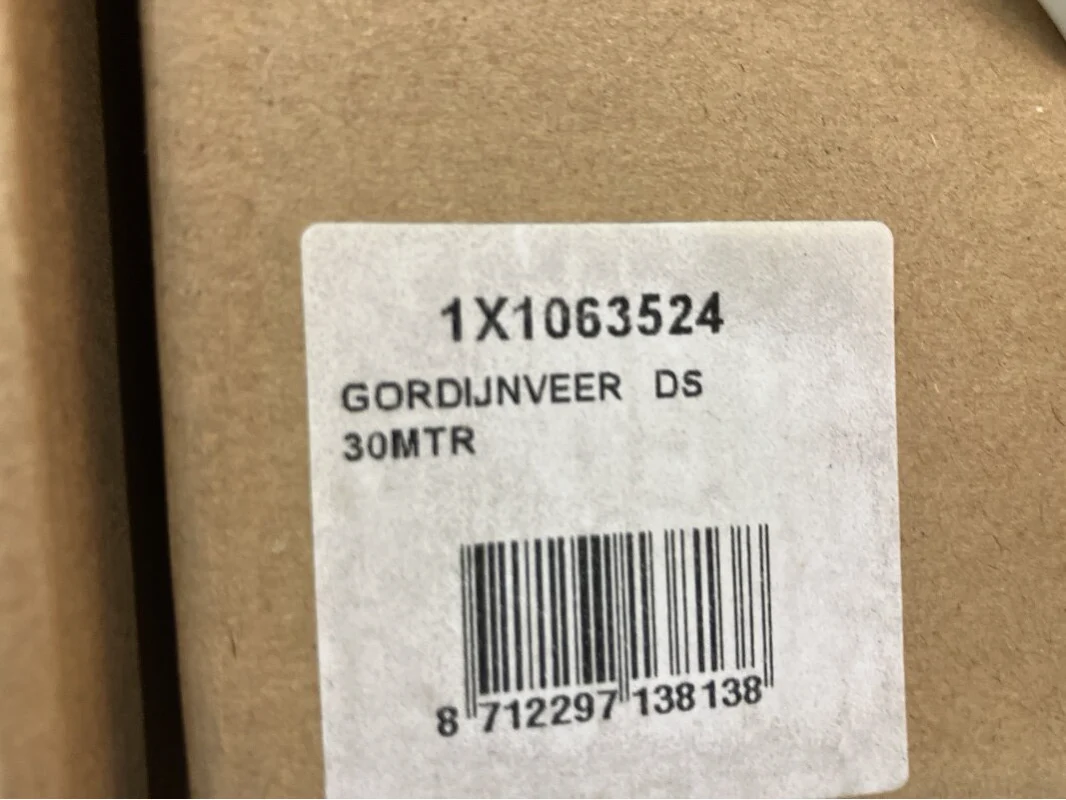 1X1063524
GORDIJNVEER DS
30MTR
8 712297 138138